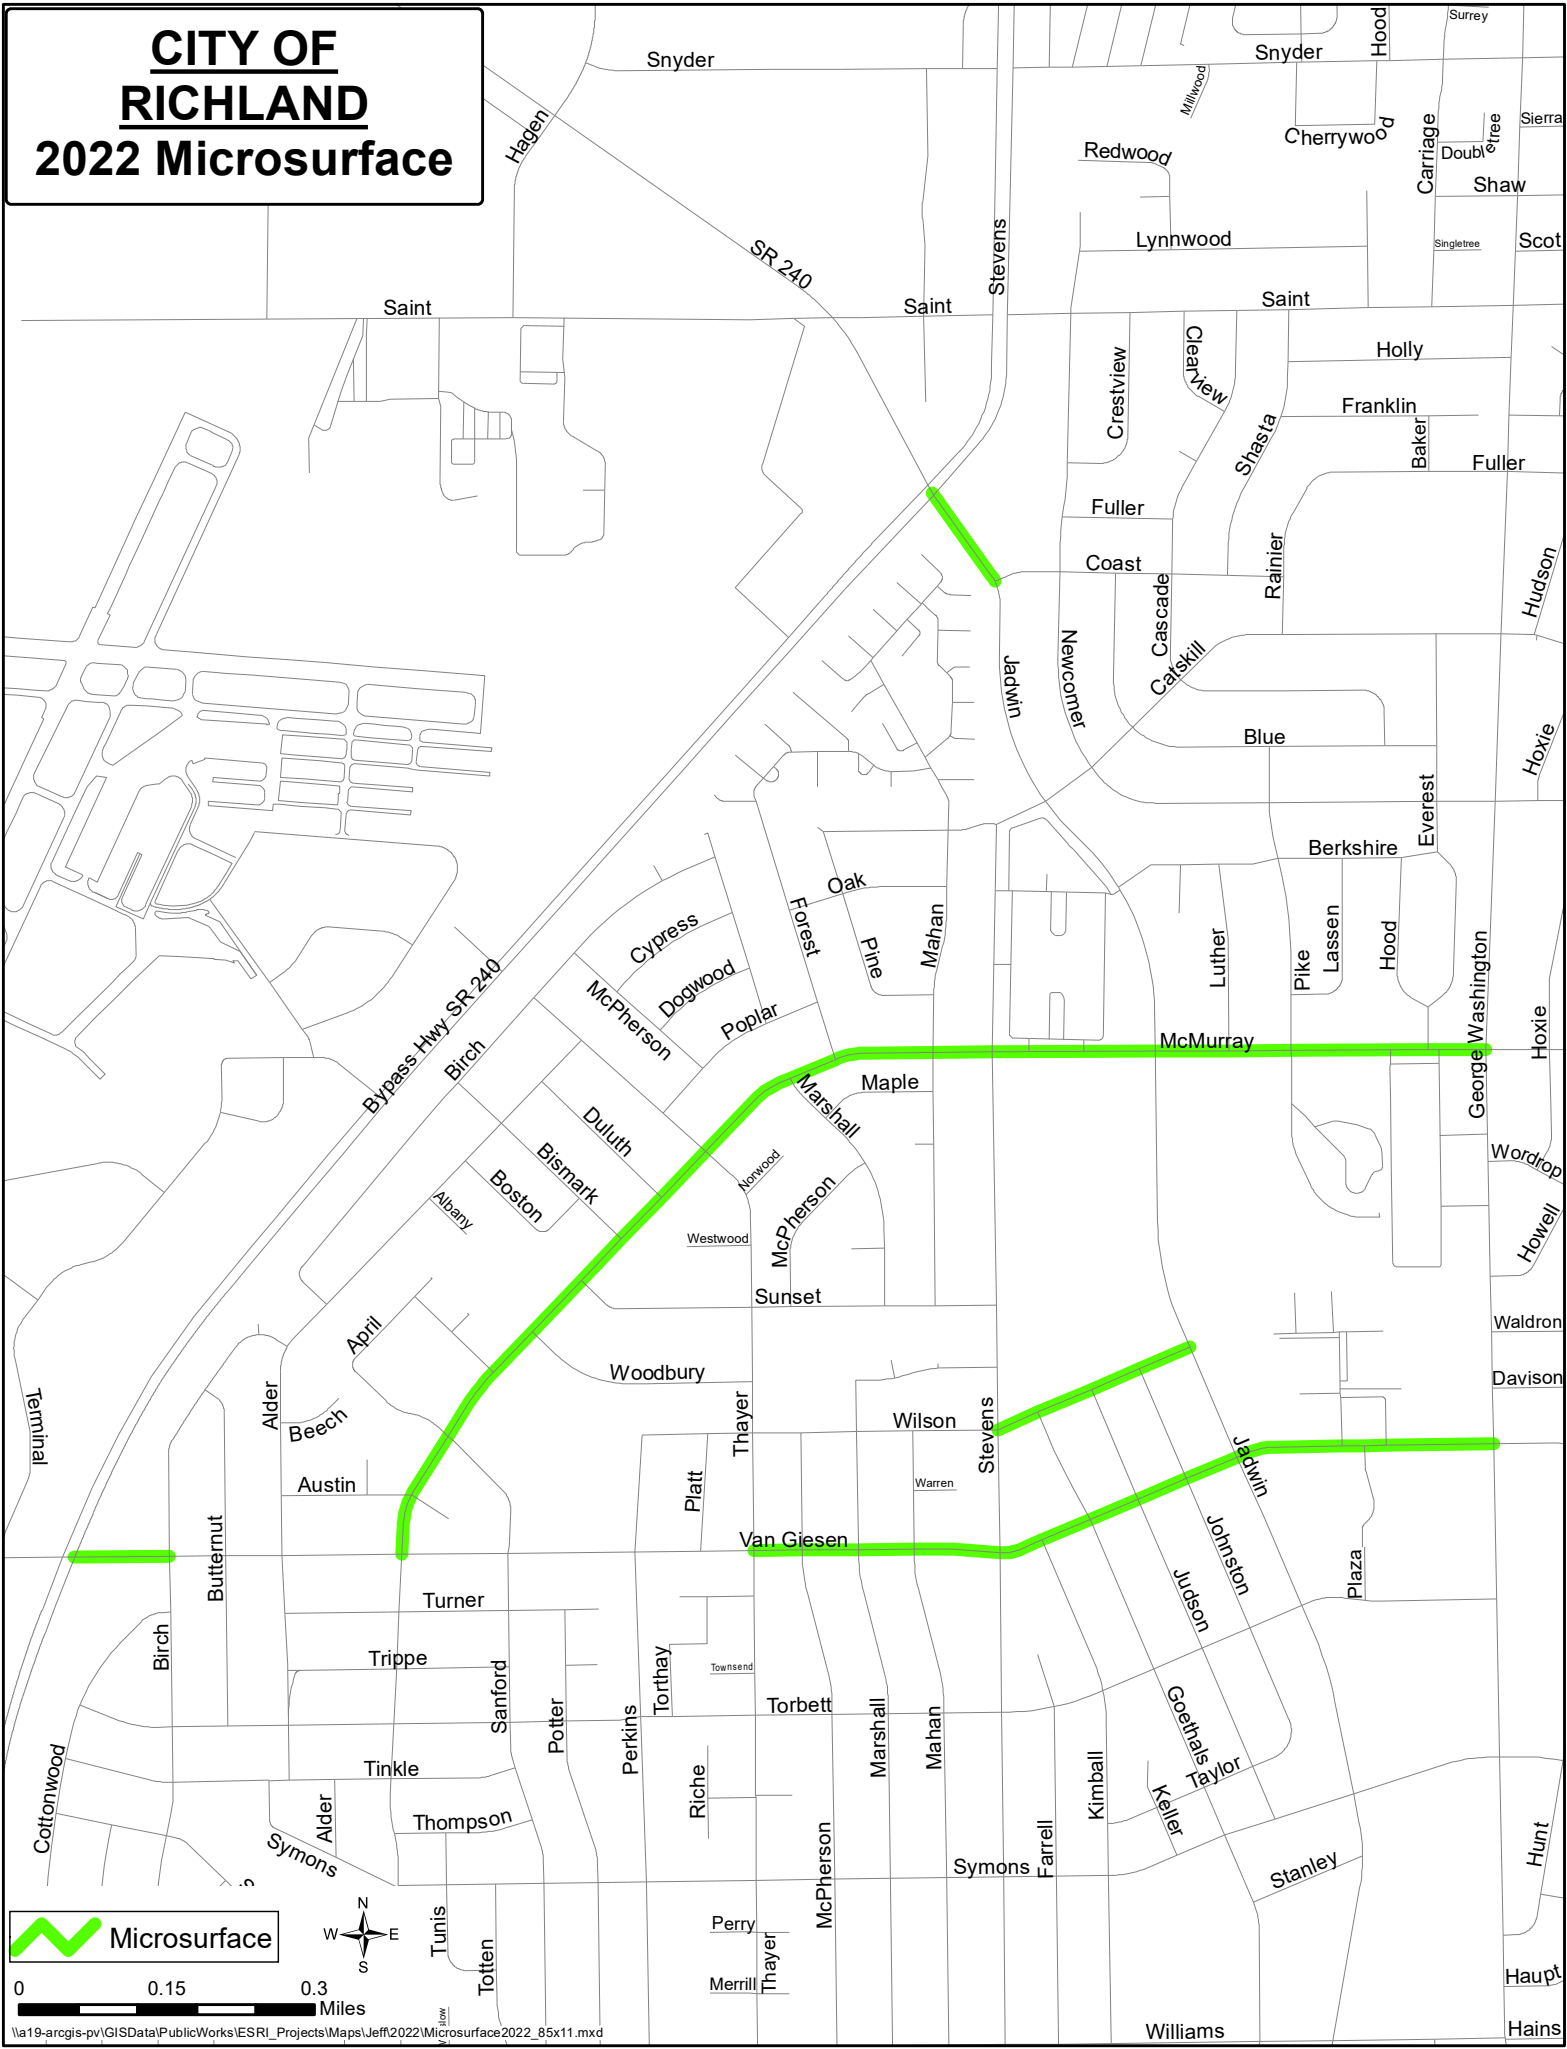 CITY OF
RICHLAND
2022 Microsurface
Snyder
Snyder
Hood
Surrey
Hagen
Millwood
Cherrywood
Carriage
Doubletree
Sierra
Redwood
Shaw
SR 240
Stevens
Lynnwood
Singletree
Scot
Saint
Saint
Saint
Crestview
Clearview
Holly
Shasta
Franklin
Baker
Fuller
Fuller
Coast
Cascade
Rainier
Hudson
Jadwin
Newcomer
Catskill
Blue
Hoxie
Everest
Berkshire
Oak
Forest
Pine
Mahan
Cypress
Dogwood
McPherson
Poplar
Luther
Pike
Lassen
Hood
George Washington
Hoxie
Bypass Hwy SR 240
Birch
McMurray
Maple
Marshall
Duluth
Bismark
Boston
Albany
Norwood
McPherson
Westwood
Wordrop
Howell
Sunset
April
Woodbury
Waldron
Davison
Terminal
Alder
Beech
Thayer
Wilson
Stevens
Jadwin
Austin
Platt
Warren
Butternut
Van Giesen
Johnston
Judson
Plaza
Turner
Birch
Trippe
Sanford
Torthay
Townsend
Potter
Perkins
Torbett
Marshall
Mahan
Goethals
Cottonwood
Tinkle
Riche
Kimball
Taylor
Keller
Alder
Thompson
Symons
McPherson
Symons
Farrell
Stanley
Hunt
Microsurface
N
W
E
S
Tunis
Totten
Perry
Thayer
Merrill
Haupt
0
0.15
0.3
Miles
\\a19-arcgis-pv\GISData\PublicWorks\ESRI_Projects\Maps\Jeff\2022\Microsurface2022_85x11.mxd
Williams
Hains